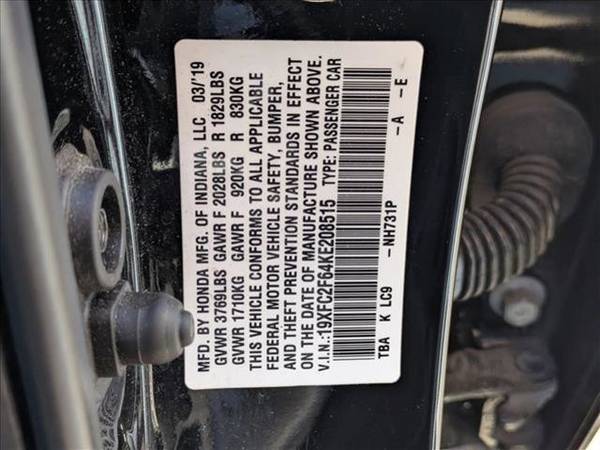 MFD. BY HONDA MFG. OF INDIANA, LLC 03/'19
GVWR 3769LBS GAWR F 2028LBS R 1829LBS
GVWR 1710KG GAWR F 920KG R 830KG
THIS VEHICLE CONFORMS TO ALL APPLICABLE
FEDERAL MOTOR VEHICLE SAFETY, BUMPER,
AND THEFT PREVENTION STANDARDS IN EFFECT
ON THE DATE OF MANUFACTURE SHOWN ABOVE.
V.I.N.:19XFC2F64KE208515 TYPE: PASSENGER CAR
-NH731P -A -E
TBA K LC9